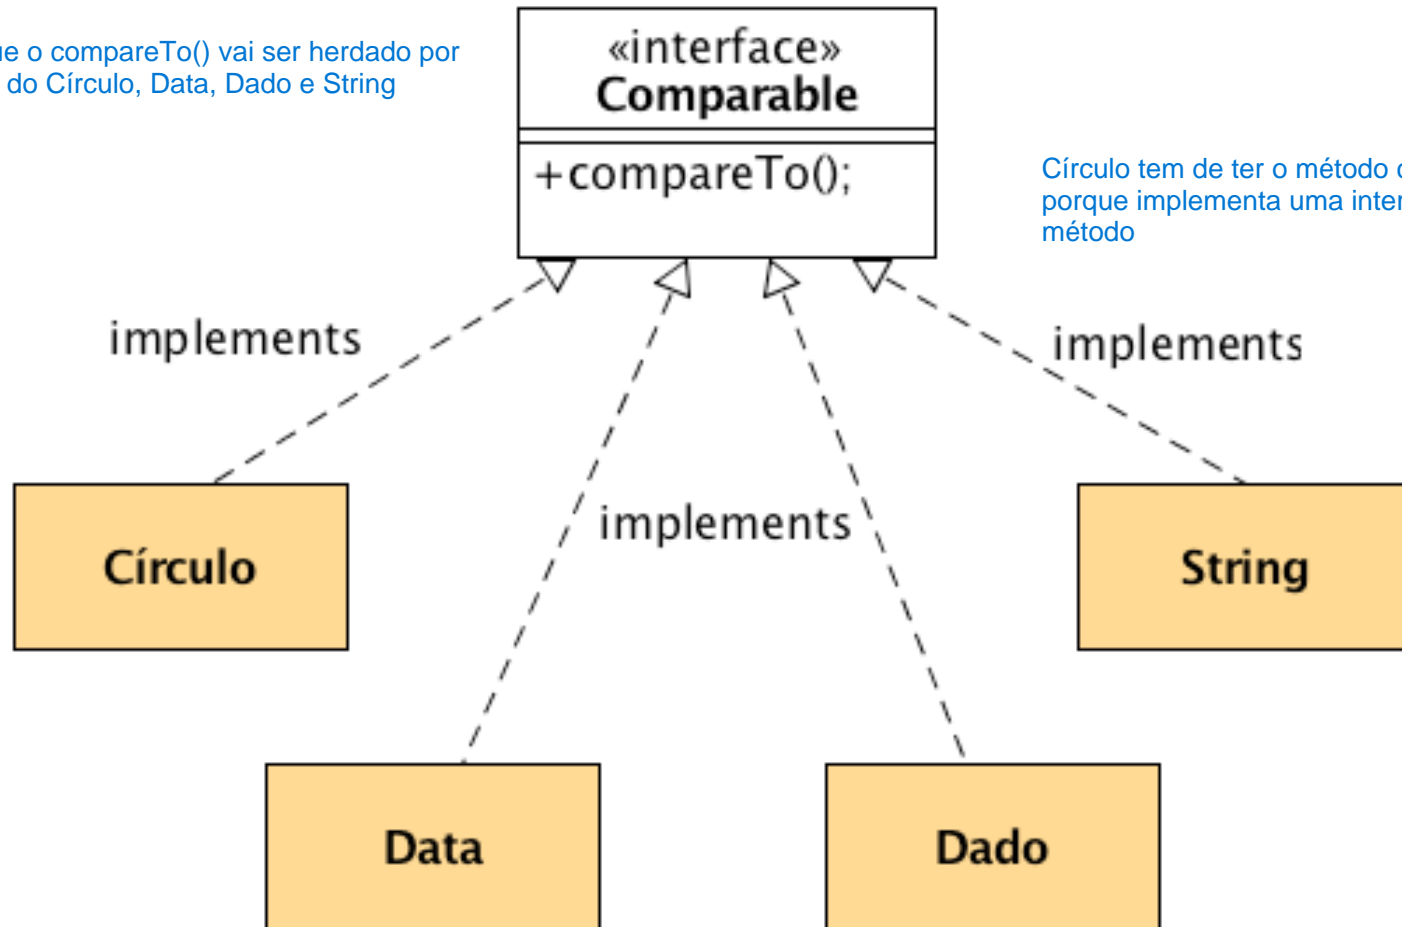 o compareTo() vai ser herdado por
do Círculo, Data, Dado e String
«interface»
Comparable
+compareTo();
Círculo tem de ter o método
porque implementa uma
método
implements
implements
implements
Círculo
String
Data
Dado